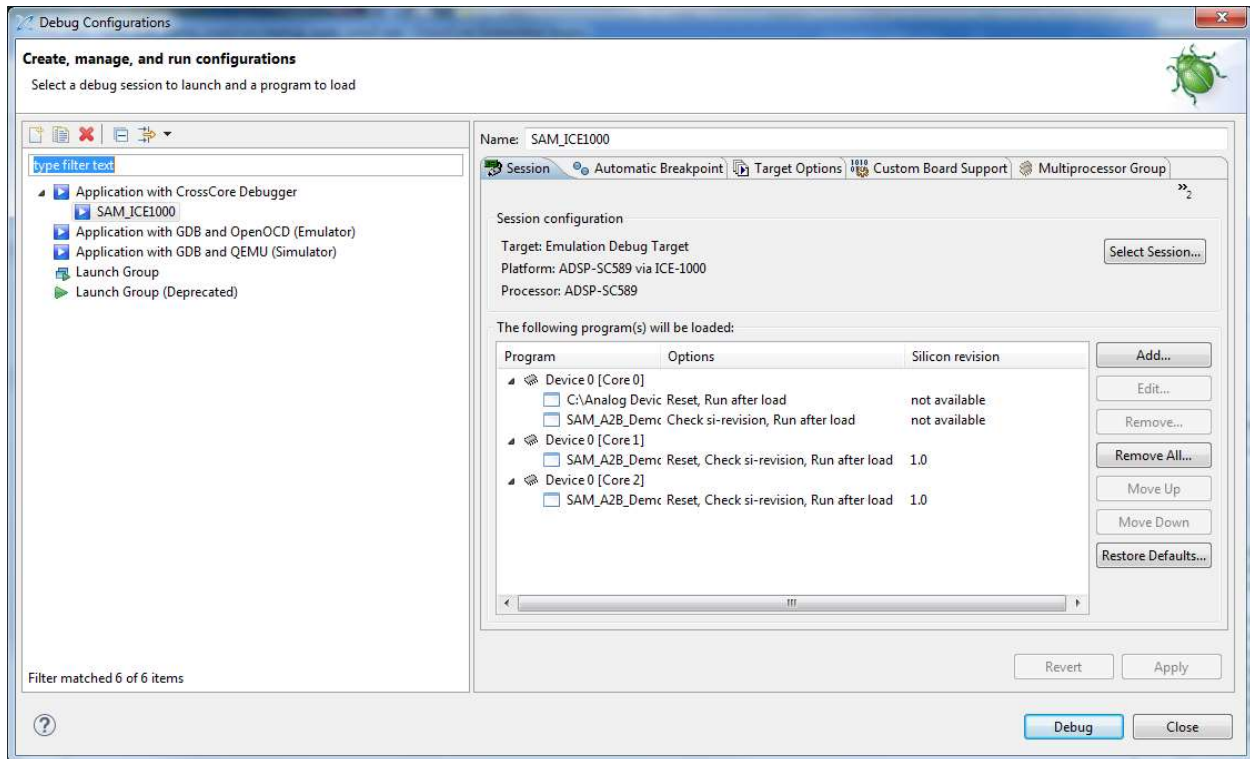 Debug Configurations
Create, manage, and run configurations
Select a debug session to launch and a program to load
type filter text
Application with CrossCore Debugger
SAM_ICE1000
Application with GDB and OpenOCD (Emulator)
Application with GDB and QEMU (Simulator)
Launch Group
Launch Group (Deprecated)
Filter matched 6 of 6 items
Name: SAM_ICE1000
Session Automatic Breakpoint Target Options Custom Board Support Multiprocessor Group
»2
Session configuration
Target: Emulation Debug Target
Platform: ADSP-SC589 via ICE-1000
Processor: ADSP-SC589
Select Session...
The following program(s) will be loaded:
Program Options Silicon revision
Device 0 [Core 0]
C:\Analog Devic Reset, Run after load not available
SAM_A2B_Demc Check si-revision, Run after load not available
Device 0 [Core 1]
SAM_A2B_Demc Reset, Check si-revision, Run after load 1.0
Device 0 [Core 2]
SAM_A2B_Demc Reset, Check si-revision, Run after load 1.0
Add...
Edit...
Remove...
Remove All...
Move Up
Move Down
Restore Defaults...
Revert Apply
Debug Close